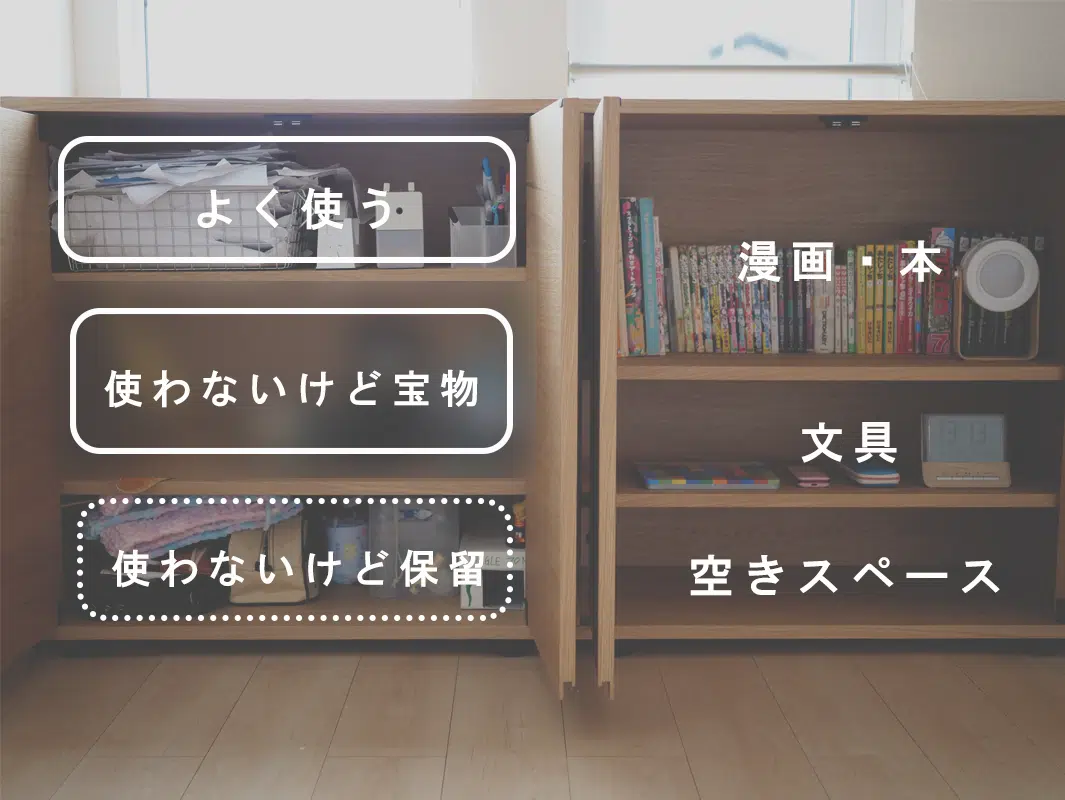 よく使う
使わないけど宝物
使わないけど保留
漫画・本
文具
空きスペース